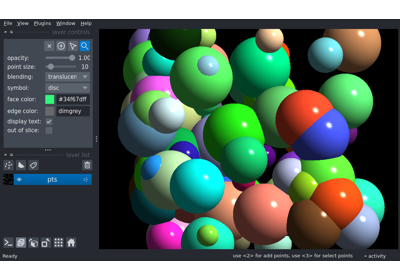 File View Plugins Window Help
layer controls
opacity: 1.00
point size: 10
blending: translucen
symbol: disc
face color: #34f67dff
edge color: dimgrey
display text:
out of slice:
layer list
pts
Ready use <2> for add points, use <3> for select points activity